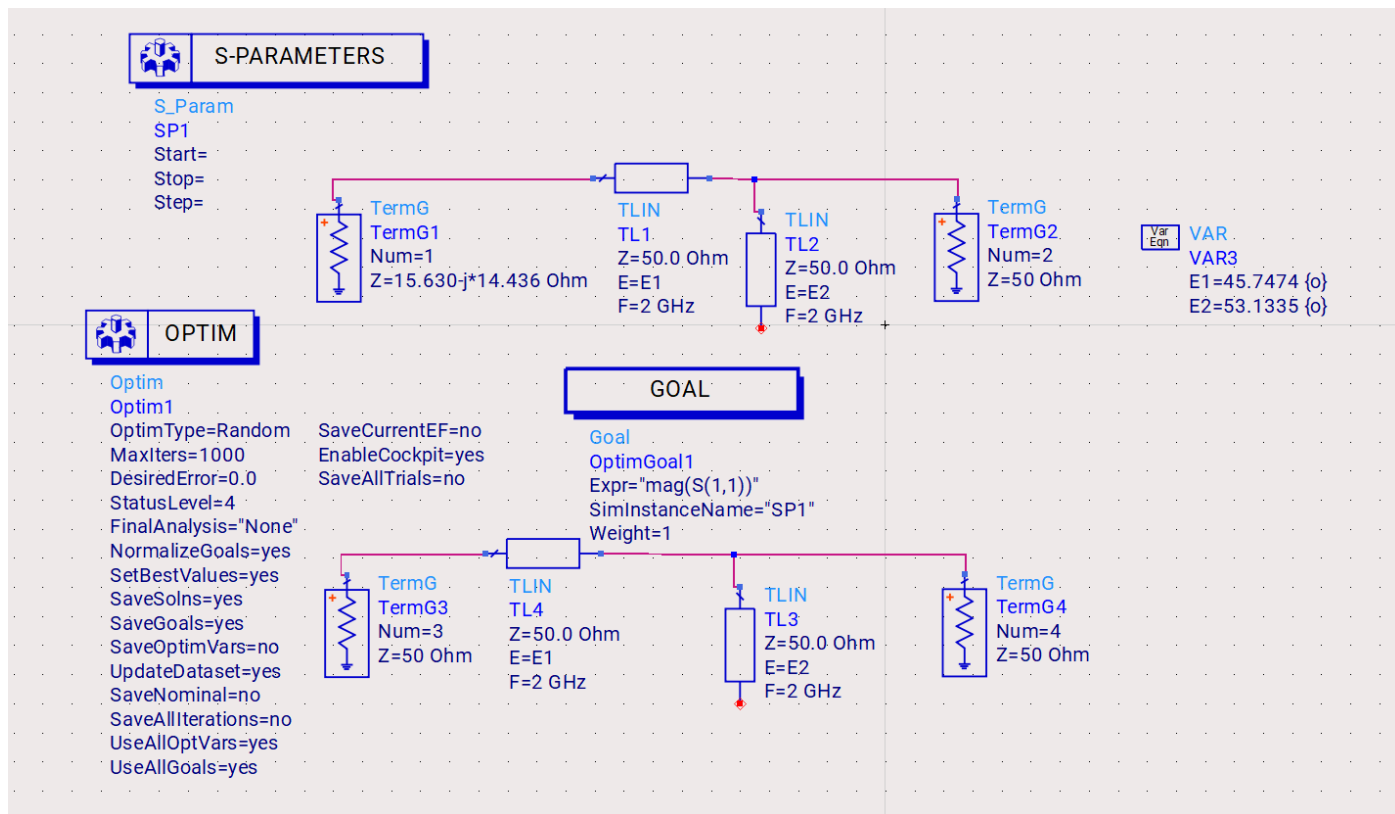 S-PARAMETERS
S_Param
SP1
Start=
Stop=
Step=
TermG
TermG1
Num=1
Z=15.630-j*14.436 Ohm
TLIN
TL1
Z=50.0 Ohm
E=E1
F=2 GHz
TLIN
TL2
Z=50.0 Ohm
E=E2
F=2 GHz
TermG
TermG2
Num=2
Z=50 Ohm
Var
Eqn
VAR
VAR3
E1=45.7474 {o}
E2=53.1335 {o}
OPTIM
Optim
Optim1
OptimType=Random
MaxIters=1000
DesiredError=0.0
StatusLevel=4
FinalAnalysis="None"
NormalizeGoals=yes
SetBestValues=yes
SaveSolns=yes
SaveGoals=yes
SaveOptimVars=no
UpdateDataset=yes
SaveNominal=no
SaveAllIterations=no
UseAllOptVars=yes
UseAllGoals=yes
SaveCurrentEF=no
EnableCockpit=yes
SaveAllTrials=no
GOAL
Goal
OptimGoal1
Expr="mag(S(1,1))"
SimInstanceName="SP1"
Weight=1
TermG
TermG3
Num=3
Z=50 Ohm
TLIN
TL4
Z=50.0 Ohm
E=E1
F=2 GHz
TLIN
TL3
Z=50.0 Ohm
E=E2
F=2 GHz
TermG
TermG4
Num=4
Z=50 Ohm